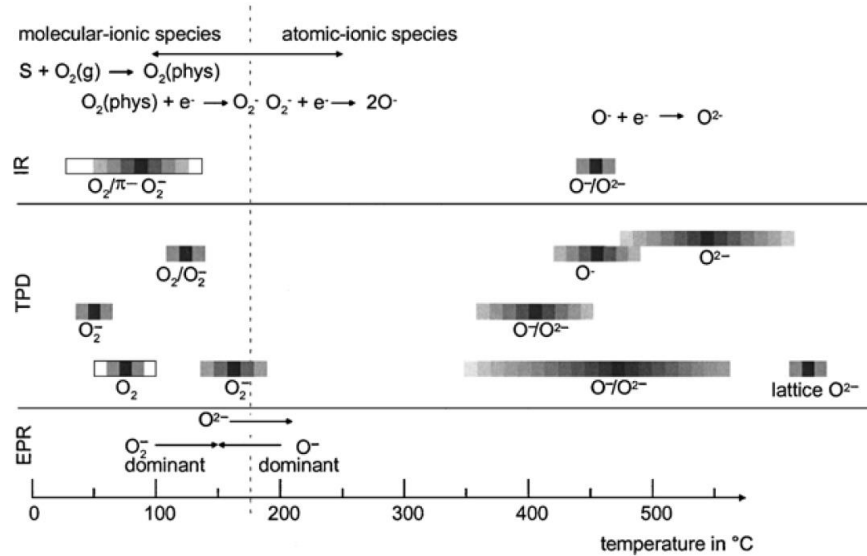 molecular-ionic species atomic-ionic species
S + O₂(g) → O₂(phys)
O₂(phys) + e⁻ → O₂⁻ O₂⁻ + e⁻ → 2O⁻
O⁻ + e⁻ → O²⁻
IR
O₂/π− O₂⁻
O⁻/O²⁻
TPD
O₂/O₂⁻
O⁻
O²⁻
O₂⁻
O⁻/O²⁻
O₂
O₂⁻
O⁻/O²⁻
lattice O²⁻
EPR
O²⁻ →
O₂⁻ → ← O⁻
dominant dominant
0 100 200 300 400 500
temperature in °C